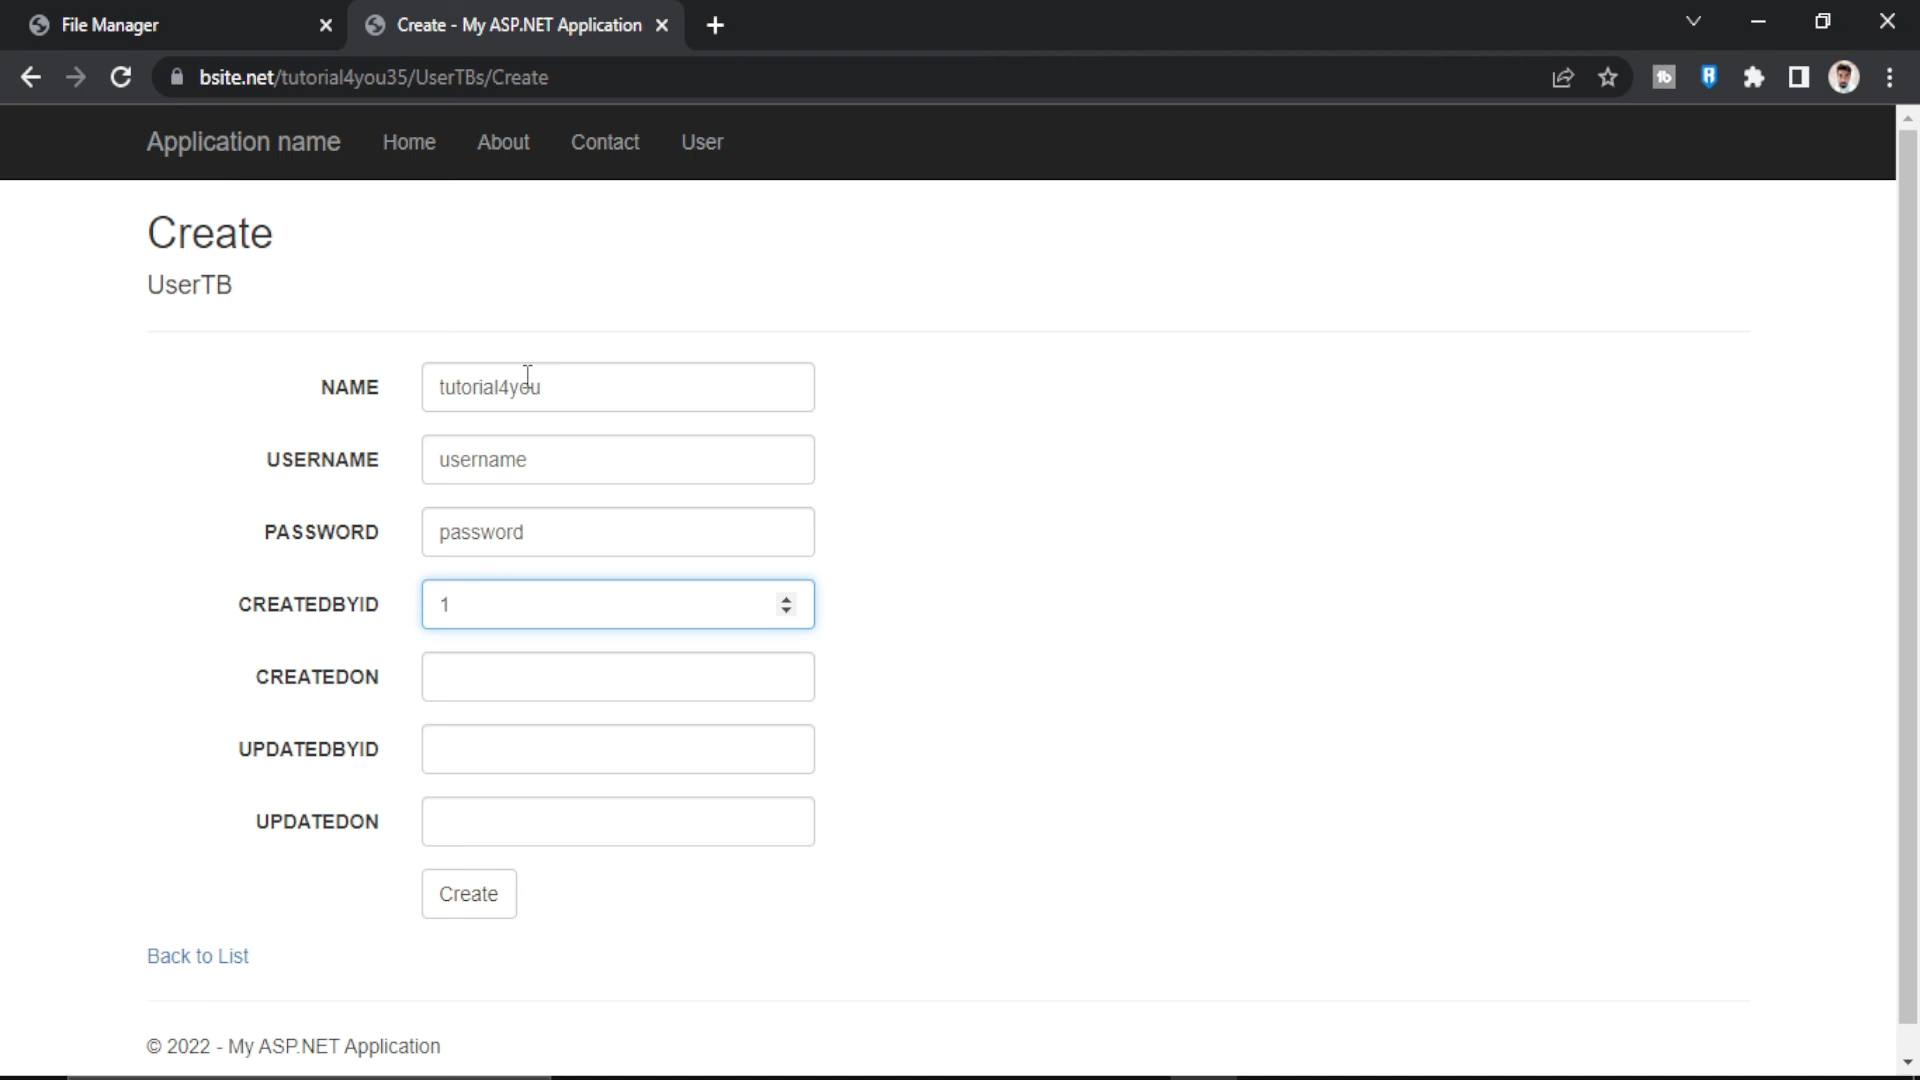 File Manager
Create - My ASP.NET Application
bsite.net/tutorial4you35/UserTBs/Create
Application name Home About Contact User
Create
UserTB
NAME tutorial4you
USERNAME username
PASSWORD password
CREATEDBYID 1
CREATEDON
UPDATEDBYID
UPDATEDON
Create
Back to List
© 2022 - My ASP.NET Application